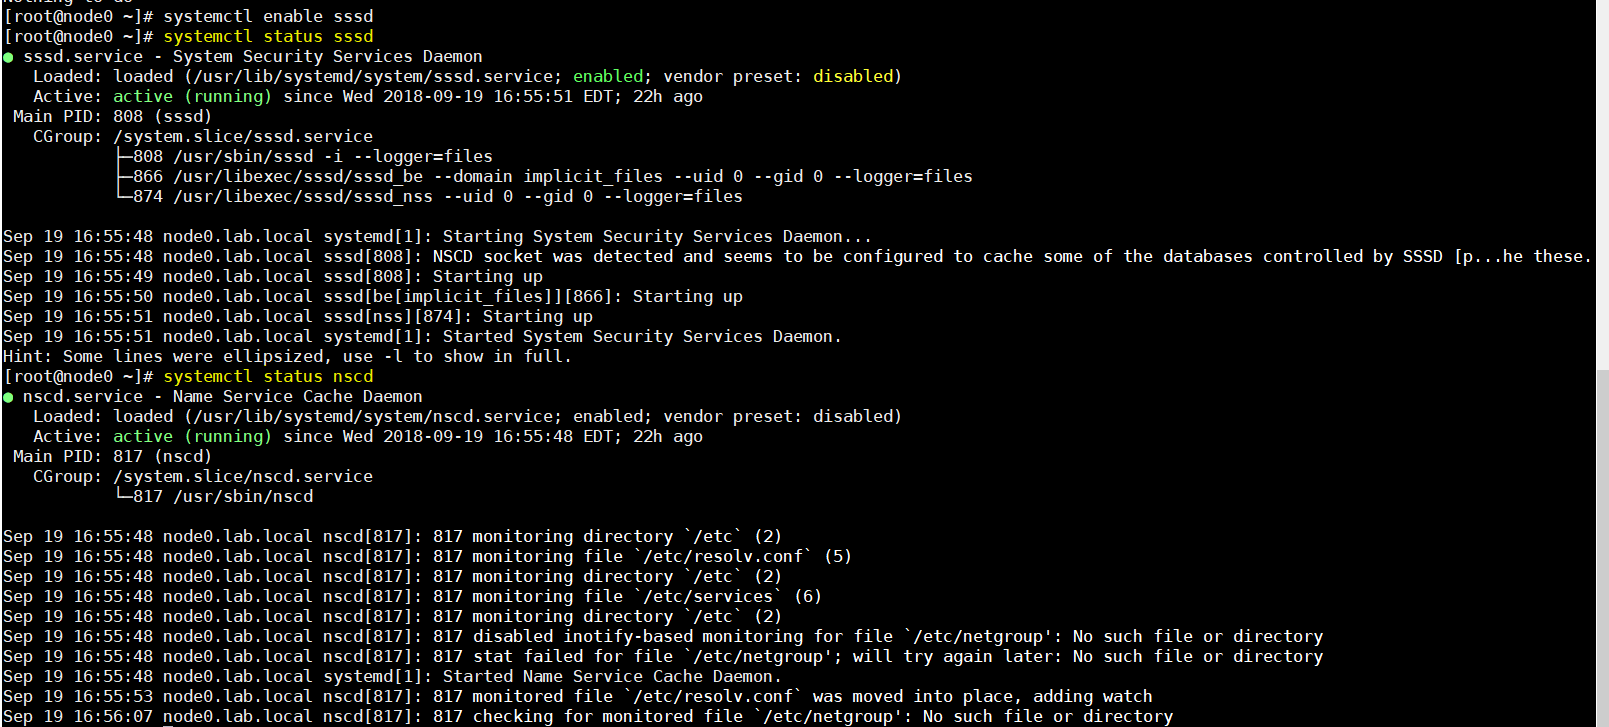 Nothing to do
[root@node0 ~]# systemctl enable sssd
[root@node0 ~]# systemctl status sssd
● sssd.service - System Security Services Daemon
   Loaded: loaded (/usr/lib/systemd/system/sssd.service; enabled; vendor preset: disabled)
   Active: active (running) since Wed 2018-09-19 16:55:51 EDT; 22h ago
 Main PID: 808 (sssd)
   CGroup: /system.slice/sssd.service
           ├─808 /usr/sbin/sssd -i --logger=files
           ├─866 /usr/libexec/sssd/sssd_be --domain implicit_files --uid 0 --gid 0 --logger=files
           └─874 /usr/libexec/sssd/sssd_nss --uid 0 --gid 0 --logger=files

Sep 19 16:55:48 node0.lab.local systemd[1]: Starting System Security Services Daemon...
Sep 19 16:55:48 node0.lab.local sssd[808]: NSCD socket was detected and seems to be configured to cache some of the databases controlled by SSSD [p...he these.
Sep 19 16:55:49 node0.lab.local sssd[808]: Starting up
Sep 19 16:55:50 node0.lab.local sssd[be[implicit_files]][866]: Starting up
Sep 19 16:55:51 node0.lab.local sssd[nss][874]: Starting up
Sep 19 16:55:51 node0.lab.local systemd[1]: Started System Security Services Daemon.
Hint: Some lines were ellipsized, use -l to show in full.
[root@node0 ~]# systemctl status nscd
● nscd.service - Name Service Cache Daemon
   Loaded: loaded (/usr/lib/systemd/system/nscd.service; enabled; vendor preset: disabled)
   Active: active (running) since Wed 2018-09-19 16:55:48 EDT; 22h ago
 Main PID: 817 (nscd)
   CGroup: /system.slice/nscd.service
           └─817 /usr/sbin/nscd

Sep 19 16:55:48 node0.lab.local nscd[817]: 817 monitoring directory `/etc` (2)
Sep 19 16:55:48 node0.lab.local nscd[817]: 817 monitoring file `/etc/resolv.conf` (5)
Sep 19 16:55:48 node0.lab.local nscd[817]: 817 monitoring directory `/etc` (2)
Sep 19 16:55:48 node0.lab.local nscd[817]: 817 monitoring file `/etc/services` (6)
Sep 19 16:55:48 node0.lab.local nscd[817]: 817 monitoring directory `/etc` (2)
Sep 19 16:55:48 node0.lab.local nscd[817]: 817 disabled inotify-based monitoring for file `/etc/netgroup': No such file or directory
Sep 19 16:55:48 node0.lab.local nscd[817]: 817 stat failed for file `/etc/netgroup'; will try again later: No such file or directory
Sep 19 16:55:48 node0.lab.local systemd[1]: Started Name Service Cache Daemon.
Sep 19 16:55:53 node0.lab.local nscd[817]: 817 monitored file `/etc/resolv.conf` was moved into place, adding watch
Sep 19 16:56:07 node0.lab.local nscd[817]: 817 checking for monitored file `/etc/netgroup': No such file or directory